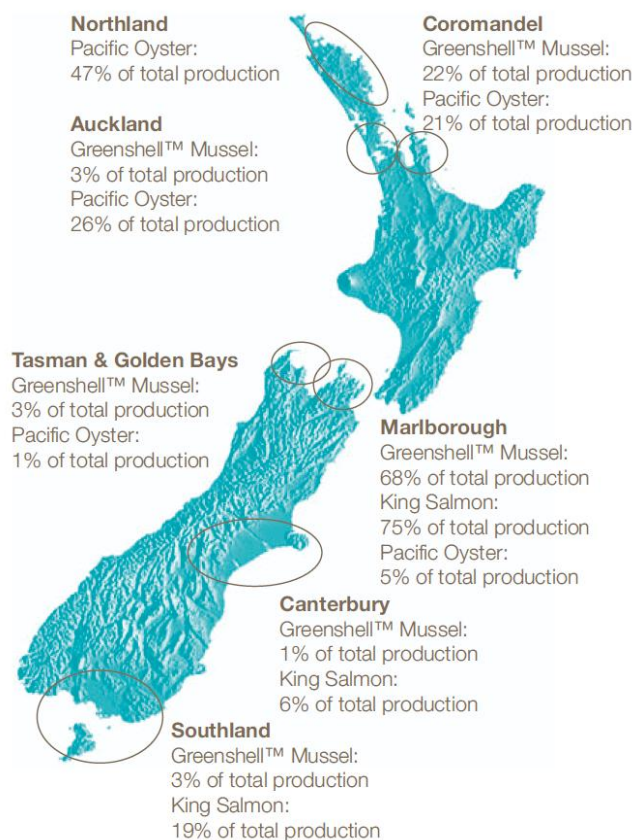 Northland
Pacific Oyster:
47% of total production
Coromandel
Greenshell™ Mussel:
22% of total production
Pacific Oyster:
21% of total production
Auckland
Greenshell™ Mussel:
3% of total production
Pacific Oyster:
26% of total production
Tasman & Golden Bays
Greenshell™ Mussel:
3% of total production
Pacific Oyster:
1% of total production
Marlborough
Greenshell™ Mussel:
68% of total production
King Salmon:
75% of total production
Pacific Oyster:
5% of total production
Canterbury
Greenshell™ Mussel:
1% of total production
King Salmon:
6% of total production
Southland
Greenshell™ Mussel:
3% of total production
King Salmon:
19% of total production